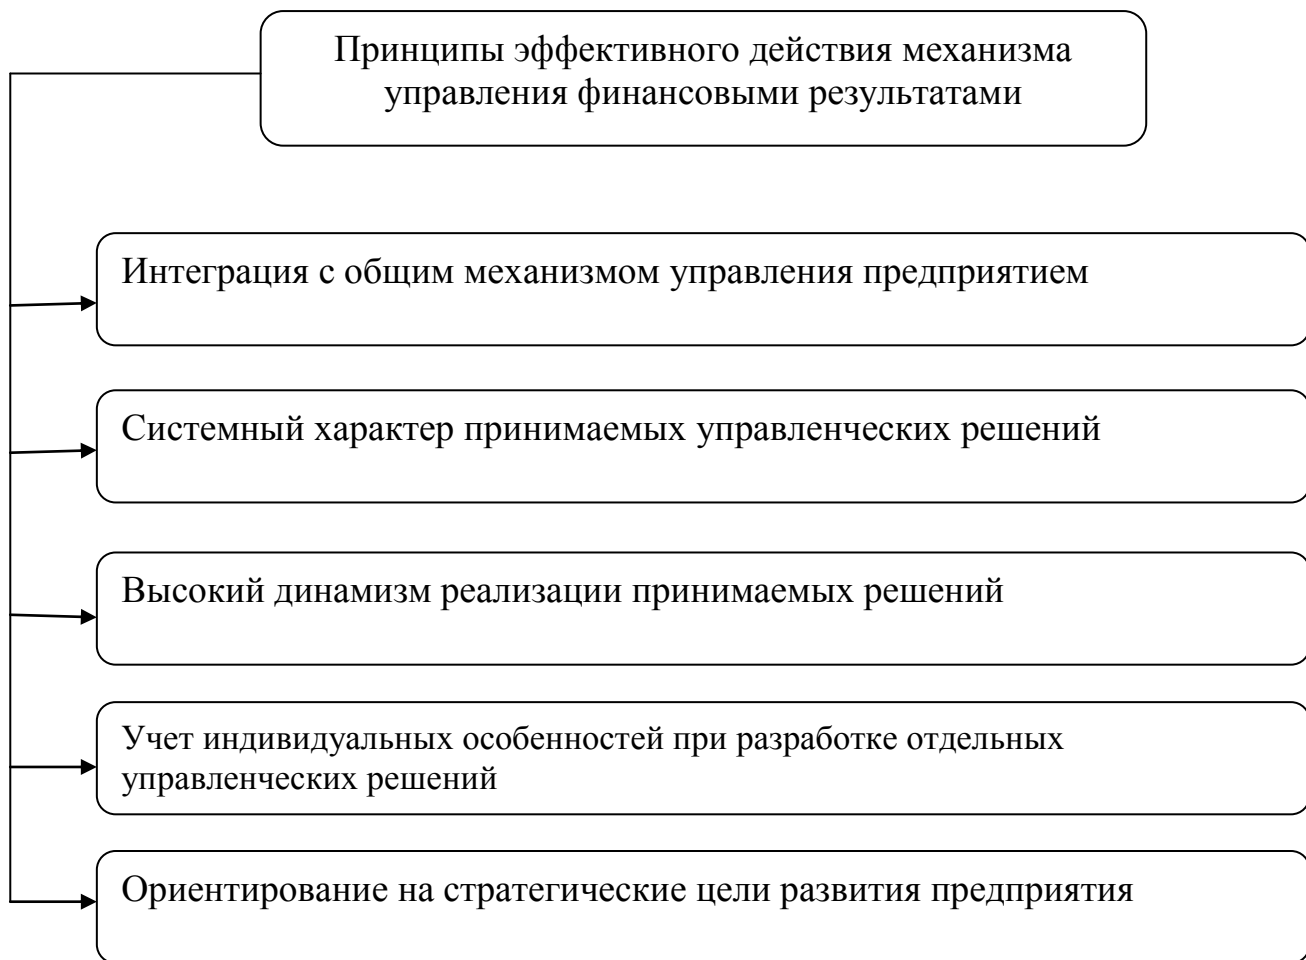 Принципы эффективного действия механизма
управления финансовыми результатами
Интеграция с общим механизмом управления предприятием
Системный характер принимаемых управленческих решений
Высокий динамизм реализации принимаемых решений
Учет индивидуальных особенностей при разработке отдельных
управленческих решений
Ориентирование на стратегические цели развития предприятия